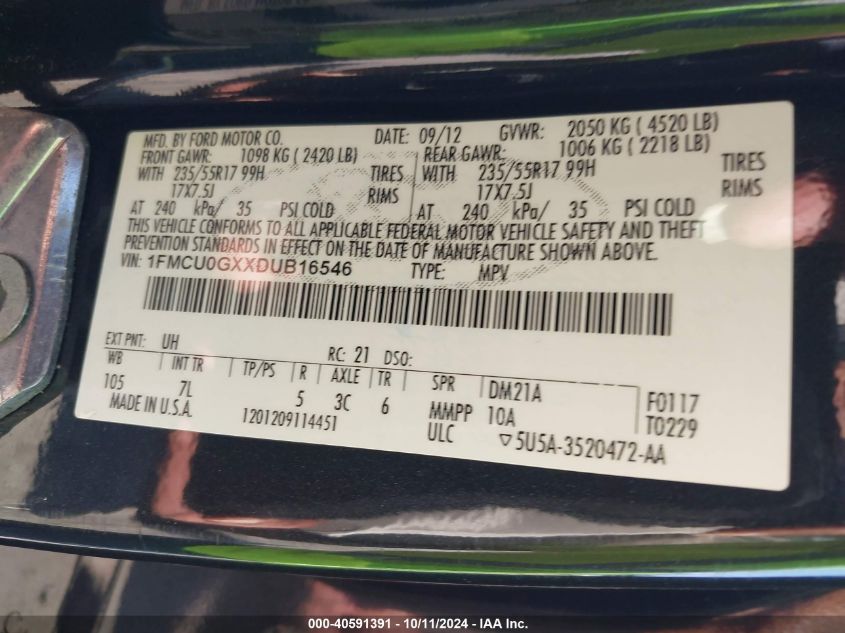 MFD. BY FORD MOTOR CO. DATE: 09/12 GVWR: 2050 KG ( 4520 LB)
FRONT GAWR: 1098 KG ( 2420 LB) REAR GAWR: 1006 KG ( 2218 LB)
WITH 235/55R17 99H TIRES WITH 235/55R17 99H TIRES
17X7.5J RIMS 17X7.5J RIMS
AT 240 kPa/ 35 PSI COLD AT 240 kPa/ 35 PSI COLD
THIS VEHICLE CONFORMS TO ALL APPLICABLE FEDERAL MOTOR VEHICLE SAFETY AND THEFT
PREVENTION STANDARDS IN EFFECT ON THE DATE OF MANUFACTURE SHOWN ABOVE.
VIN: 1FMCU0GXXDUB16546 TYPE: MPV
EXT PNT: UH RC: 21 DSO:
WB INT TR TP/PS R AXLE TR SPR DM21A F0117
105 7L 5 3C 6 MMPP 10A T0229
MADE IN U.S.A. 1201209114451 ULC ▽5U5A-3520472-AA
000-40591391 - 10/11/2024 - IAA Inc.